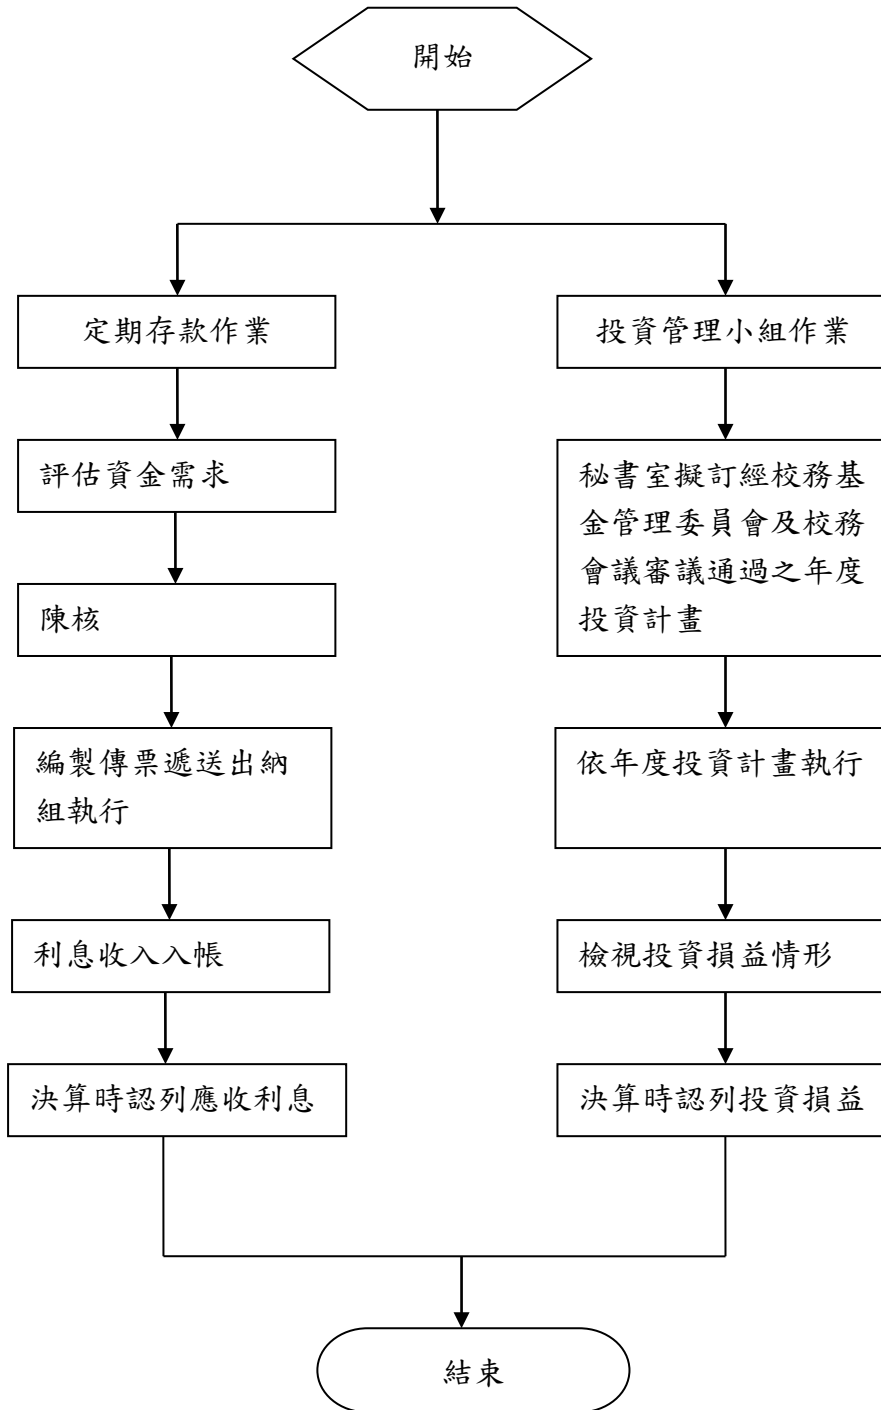 開始
定期存款作業
投資管理小組作業
評估資金需求
秘書室擬訂經校務基
金管理委員會及校務
會議審議通過之年度
投資計畫
陳核
編製傳票遞送出納
組執行
依年度投資計畫執行
利息收入入帳
檢視投資損益情形
決算時認列應收利息
決算時認列投資損益
結束